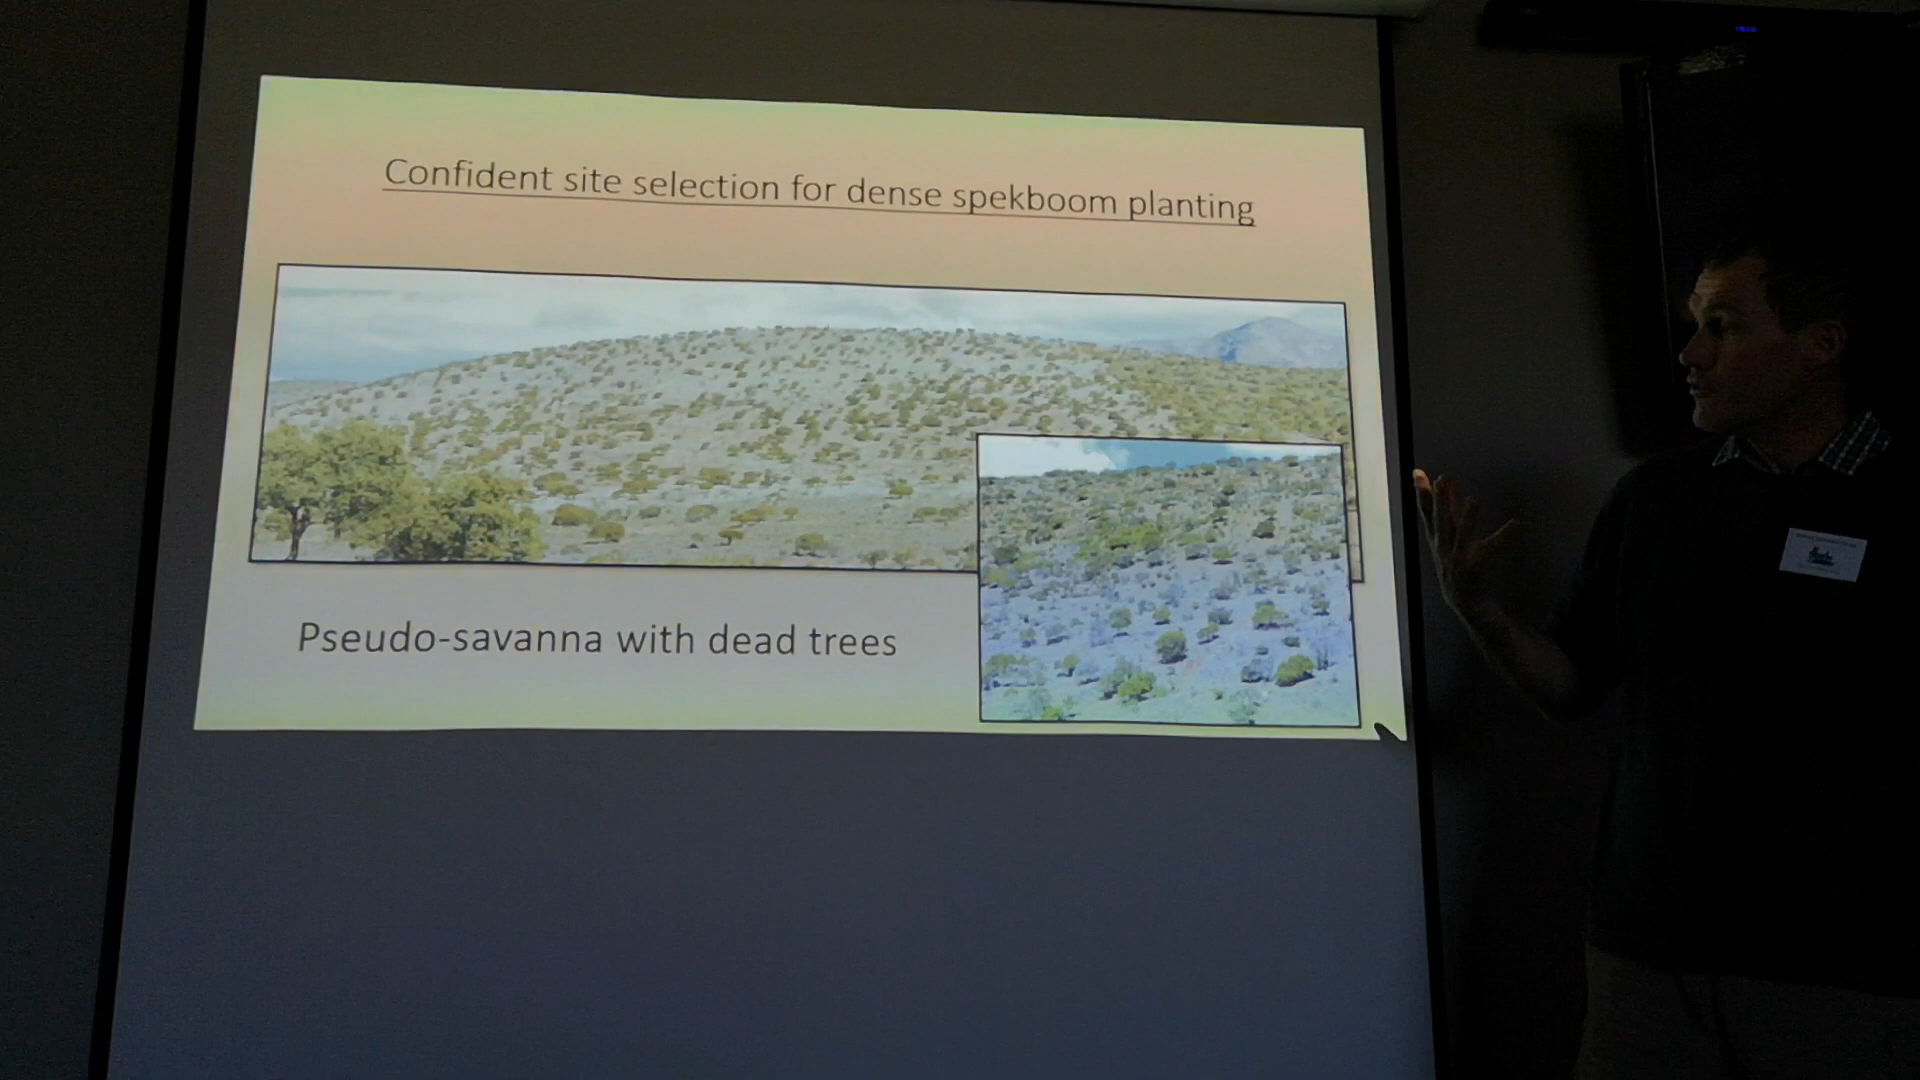 Confident site selection for dense spekboom planting
Pseudo-savanna with dead trees